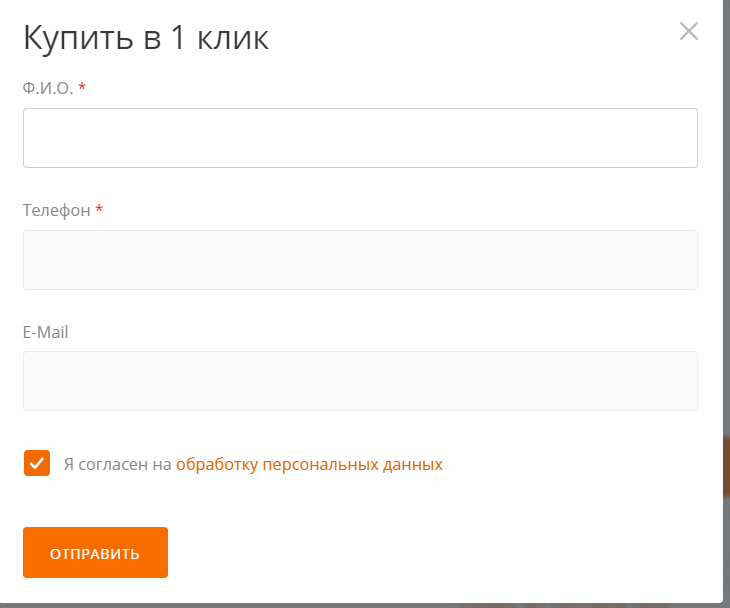 Купить в 1 клик
Ф.И.О. *
Телефон *
E-Mail
Я согласен на обработку персональных данных
ОТПРАВИТЬ